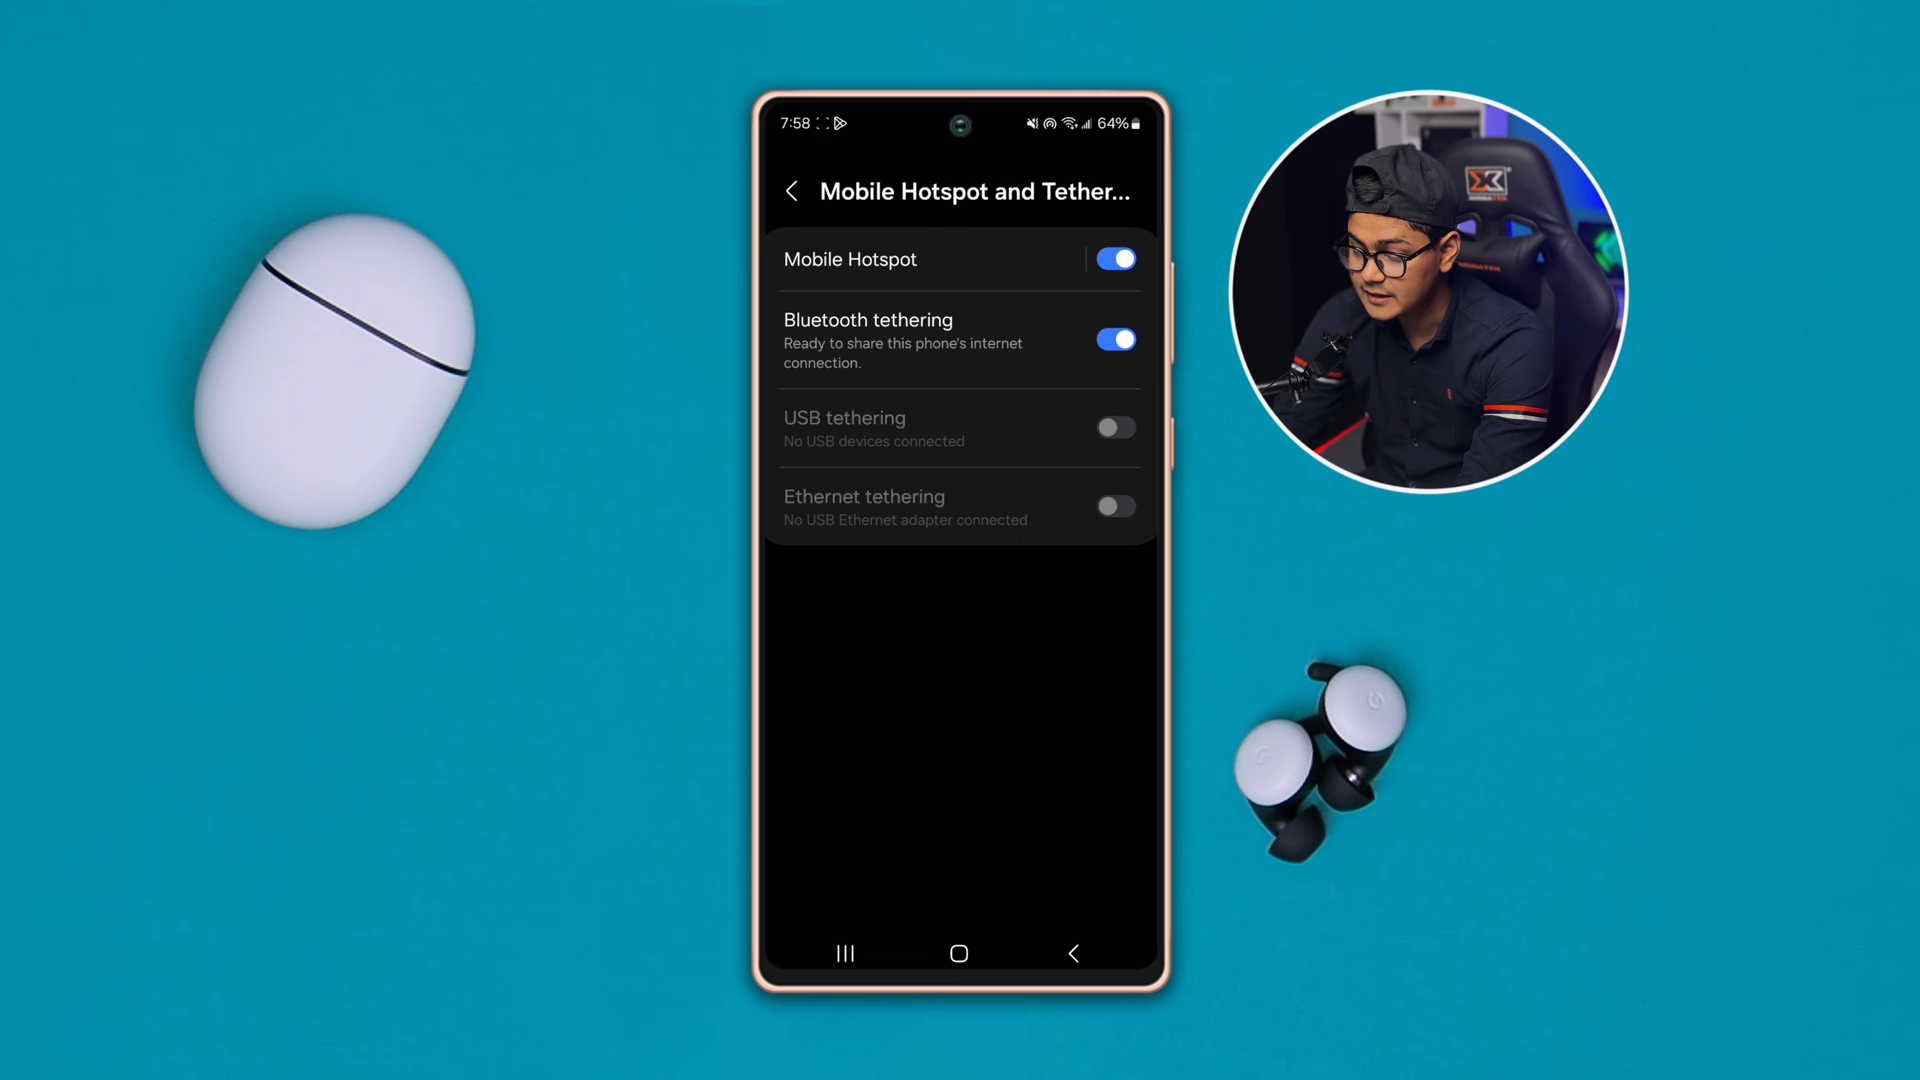 7:58
64%
Mobile Hotspot and Tether...
Mobile Hotspot
Bluetooth tethering
Ready to share this phone's internet
connection.
USB tethering
No USB devices connected
Ethernet tethering
No USB Ethernet adapter connected